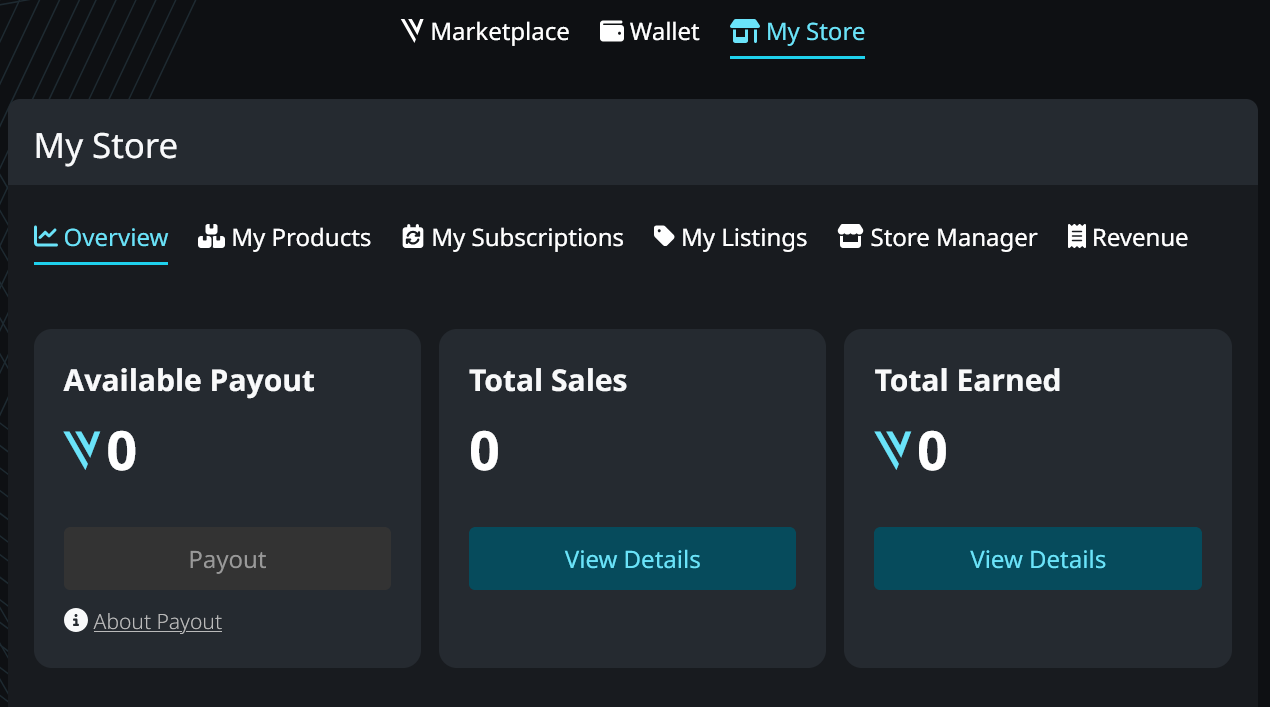 Marketplace Wallet My Store
My Store
Overview My Products My Subscriptions My Listings Store Manager Revenue
Available Payout
0
Payout
About Payout
Total Sales
0
View Details
Total Earned
0
View Details